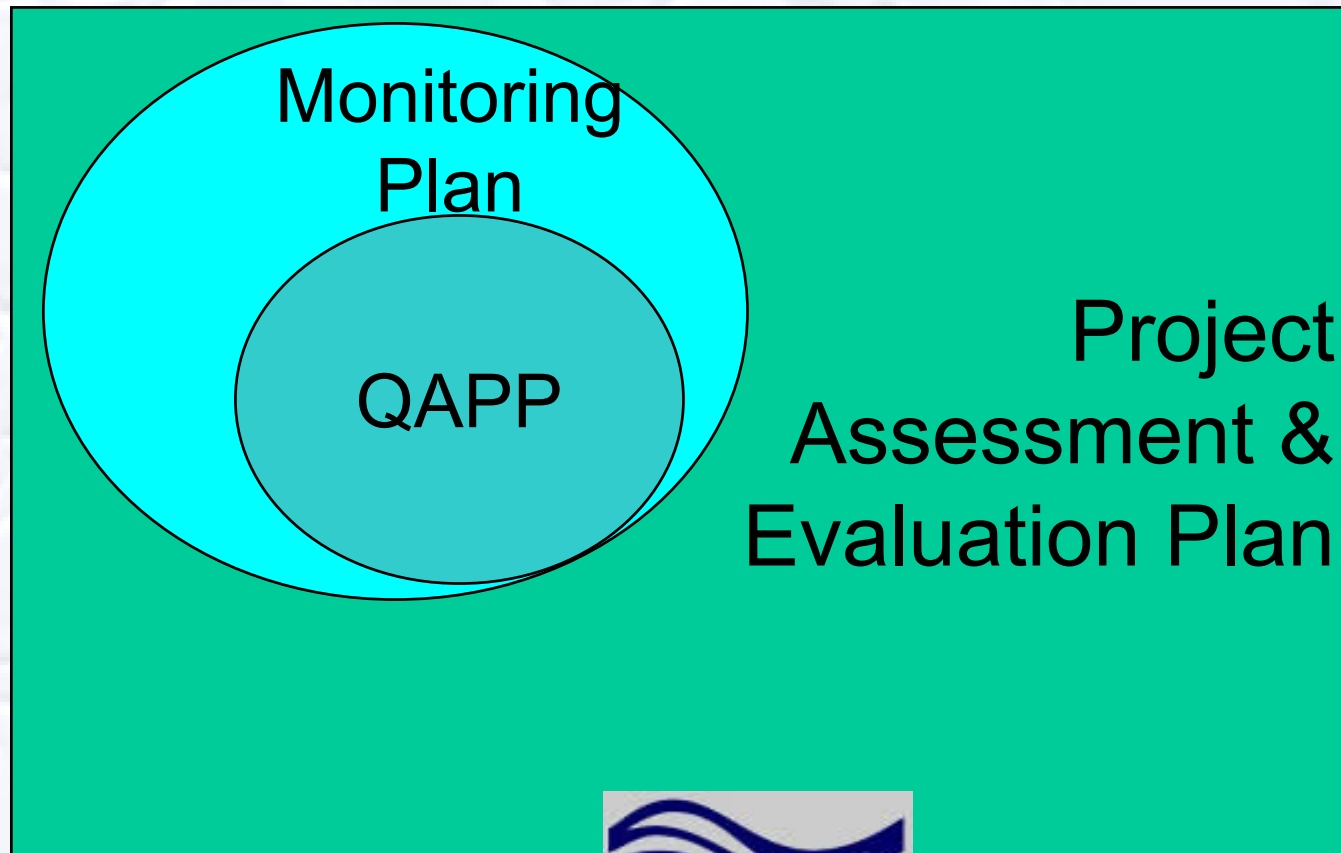 Monitoring
Plan
QAPP
Project
Assessment &
Evaluation Plan